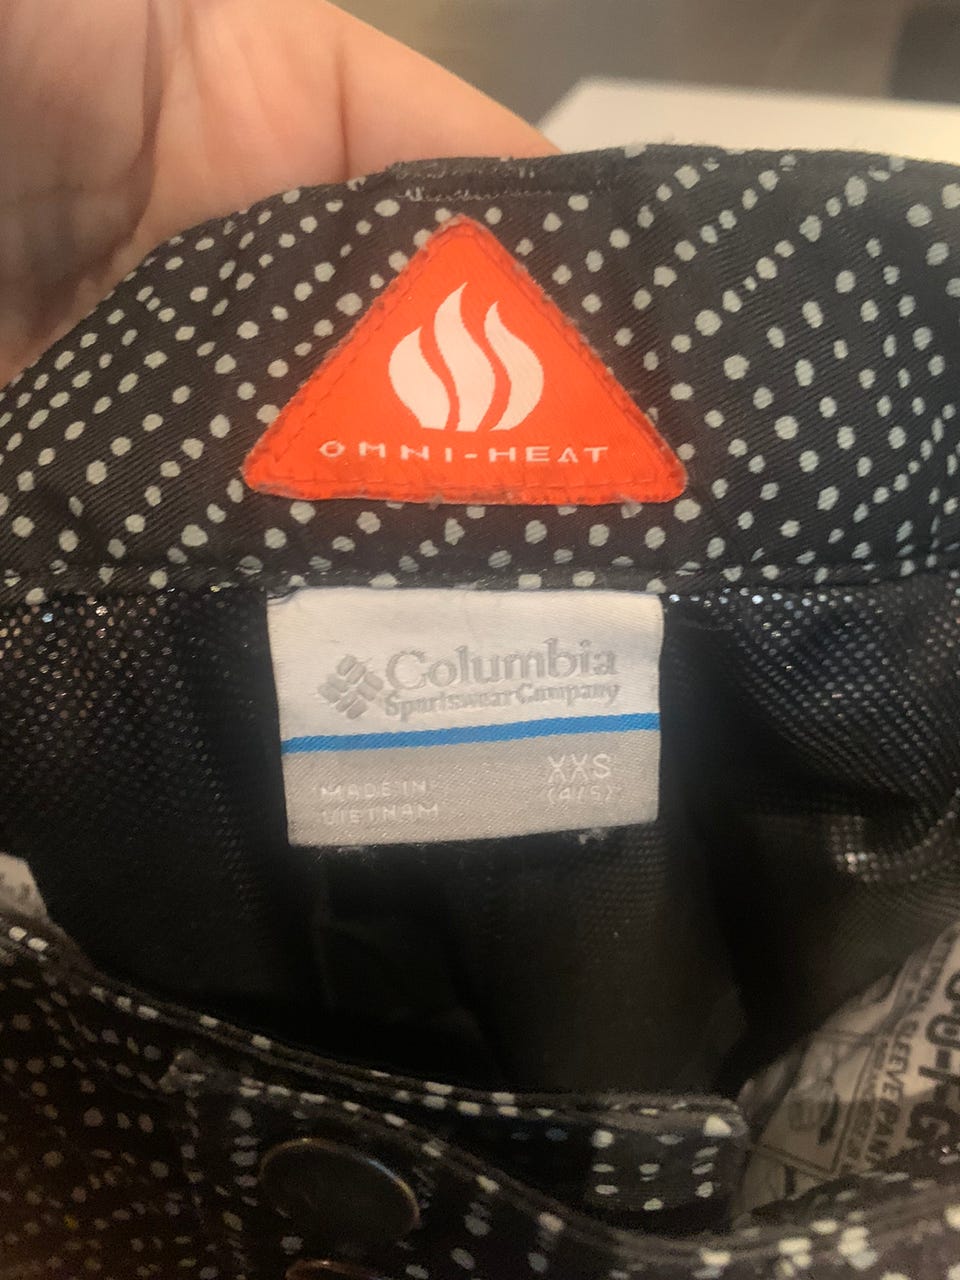 OMNI-HEAT
Columbia
Sportswear Company
MADE IN
VIETNAM
XXS
(4/5)